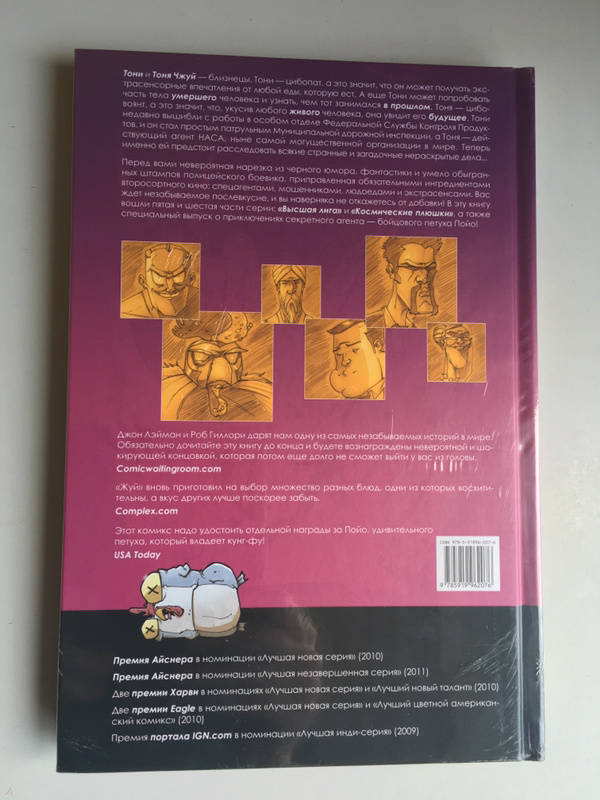 Тони и Тоня Чжуй — близнецы. Тони — цибопат, а это значит, что он может получать экс-
трасенсорные впечатления от любой еды, которую ест. А еще Тони может попробовать
часть тела умершего человека и узнать, чем тот занимался в прошлом. Тоня — цибо-
воянт, а это значит, что, укусив любого живого человека, она увидит его будущее. Тони
недавно вышибли с работы в особом отделе Федеральной Службы Контроля Продук-
тов, и он стал простым патрульным Муниципальной дорожной инспекции, а Тоня — дей-
ствующий агент НАСА, ныне самой могущественной организации в мире. Теперь
именно ей предстоит расследовать всякие странные и загадочные нераскрытые дела...
Перед вами невероятная нарезка из черного юмора, фантастики и умело обыгран-
ных штампов полицейского боевика, приправленная обязательными ингредиентами
второсортного кино: спецагентами, мошенниками, людоедами и экстрасенсами. Вас
ждет незабываемое послевкусие, и вы наверняка не откажетесь от добавки! В эту книгу
вошли пятая и шестая части серии: «Высшая лига» и «Космические плюшки», а также
специальный выпуск о приключениях секретного агента — бойцового петуха Пойо!
Джон Лэйман и Роб Гиллори дарят нам одну из самых незабываемых историй в мире!
Обязательно дочитайте эту книгу до конца и будете вознаграждены невероятной и шо-
кирующей концовкой, которая потом еще долго не сможет выйти у вас из головы.
Comicwaitingroom.com
«Жуй» вновь приготовил на выбор множество разных блюд, одни из которых восхити-
тельны, а вкус других лучше поскорее забыть.
Complex.com
Этот комикс надо удостоить отдельной награды за Пойо, удивительного
петуха, который владеет кунг-фу!
USA Today
ISBN 978-5-91996-207-6
9 785919 962076
Премия Айснера в номинации «Лучшая новая серия» (2010)
Премия Айснера в номинации «Лучшая незавершенная серия» (2011)
Две премии Харви в номинациях «Лучшая новая серия» и «Лучший новый талант» (2010)
Две премии Eagle в номинациях «Лучшая новая серия» и «Лучший цветной американ-
ский комикс» (2010)
Премия портала IGN.com в номинации «Лучшая инди-серия» (2009)